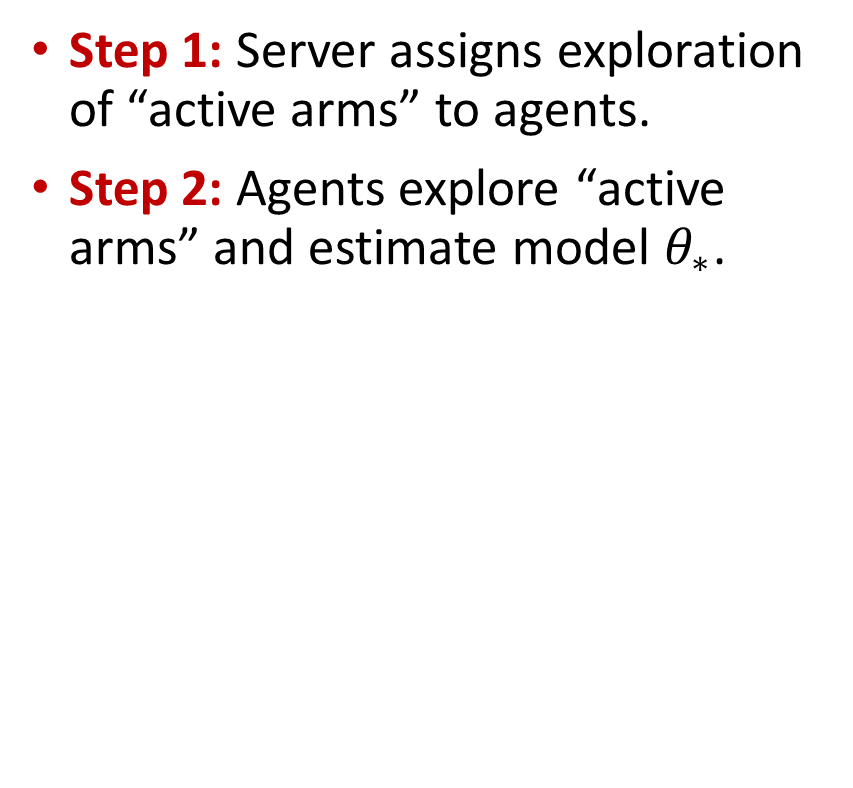 • Step 1: Server assigns exploration
of “active arms” to agents.
• Step 2: Agents explore “active
arms” and estimate model θ∗.